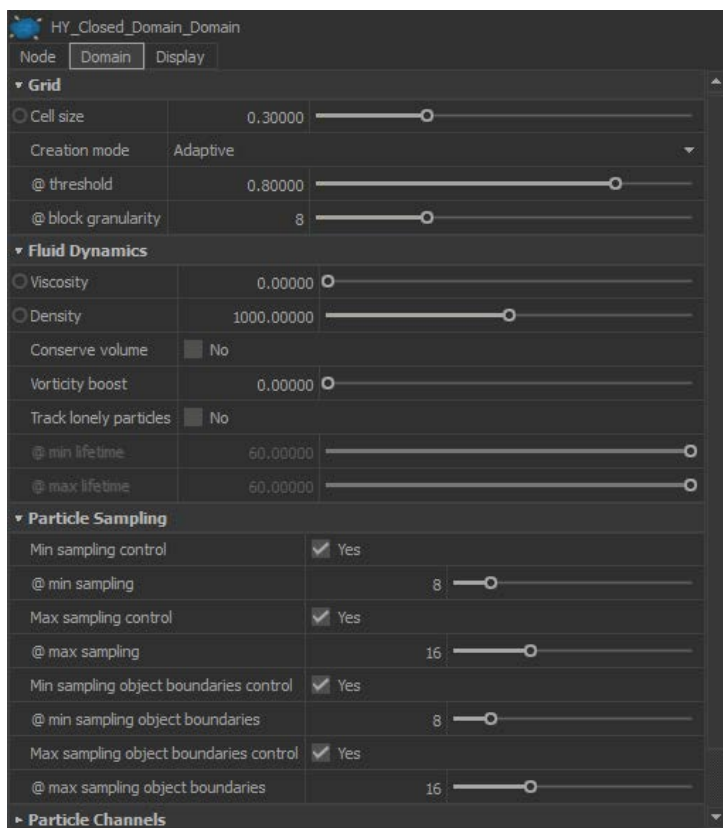 HY_Closed_Domain_Domain
Node Domain Display
Grid
Cell size 0.30000
Creation mode Adaptive
@ threshold 0.80000
@ block granularity 8
Fluid Dynamics
Viscosity 0.00000
Density 1000.00000
Conserve volume No
Vorticity boost 0.00000
Track lonely particles No
@ min lifetime 60.00000
@ max lifetime 60.00000
Particle Sampling
Min sampling control Yes
@ min sampling 8
Max sampling control Yes
@ max sampling 16
Min sampling object boundaries control Yes
@ min sampling object boundaries 8
Max sampling object boundaries control Yes
@ max sampling object boundaries 16
Particle Channels